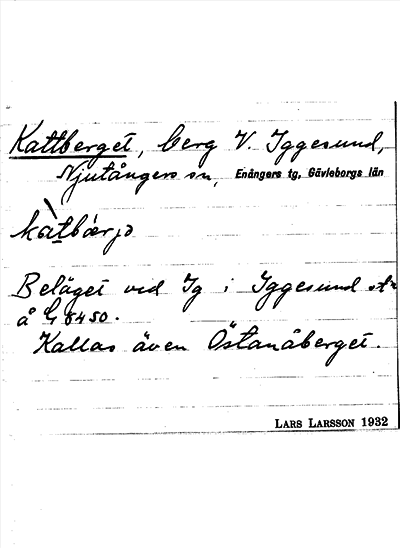 Kattberget, berg V. Iggesund,
Njutångers sn, Enångers tg, Gävleborgs län
Beläget vid Ig i Iggesund
å G 8450.
Kallas även Östanåberget.
LARS LARSSON 1932